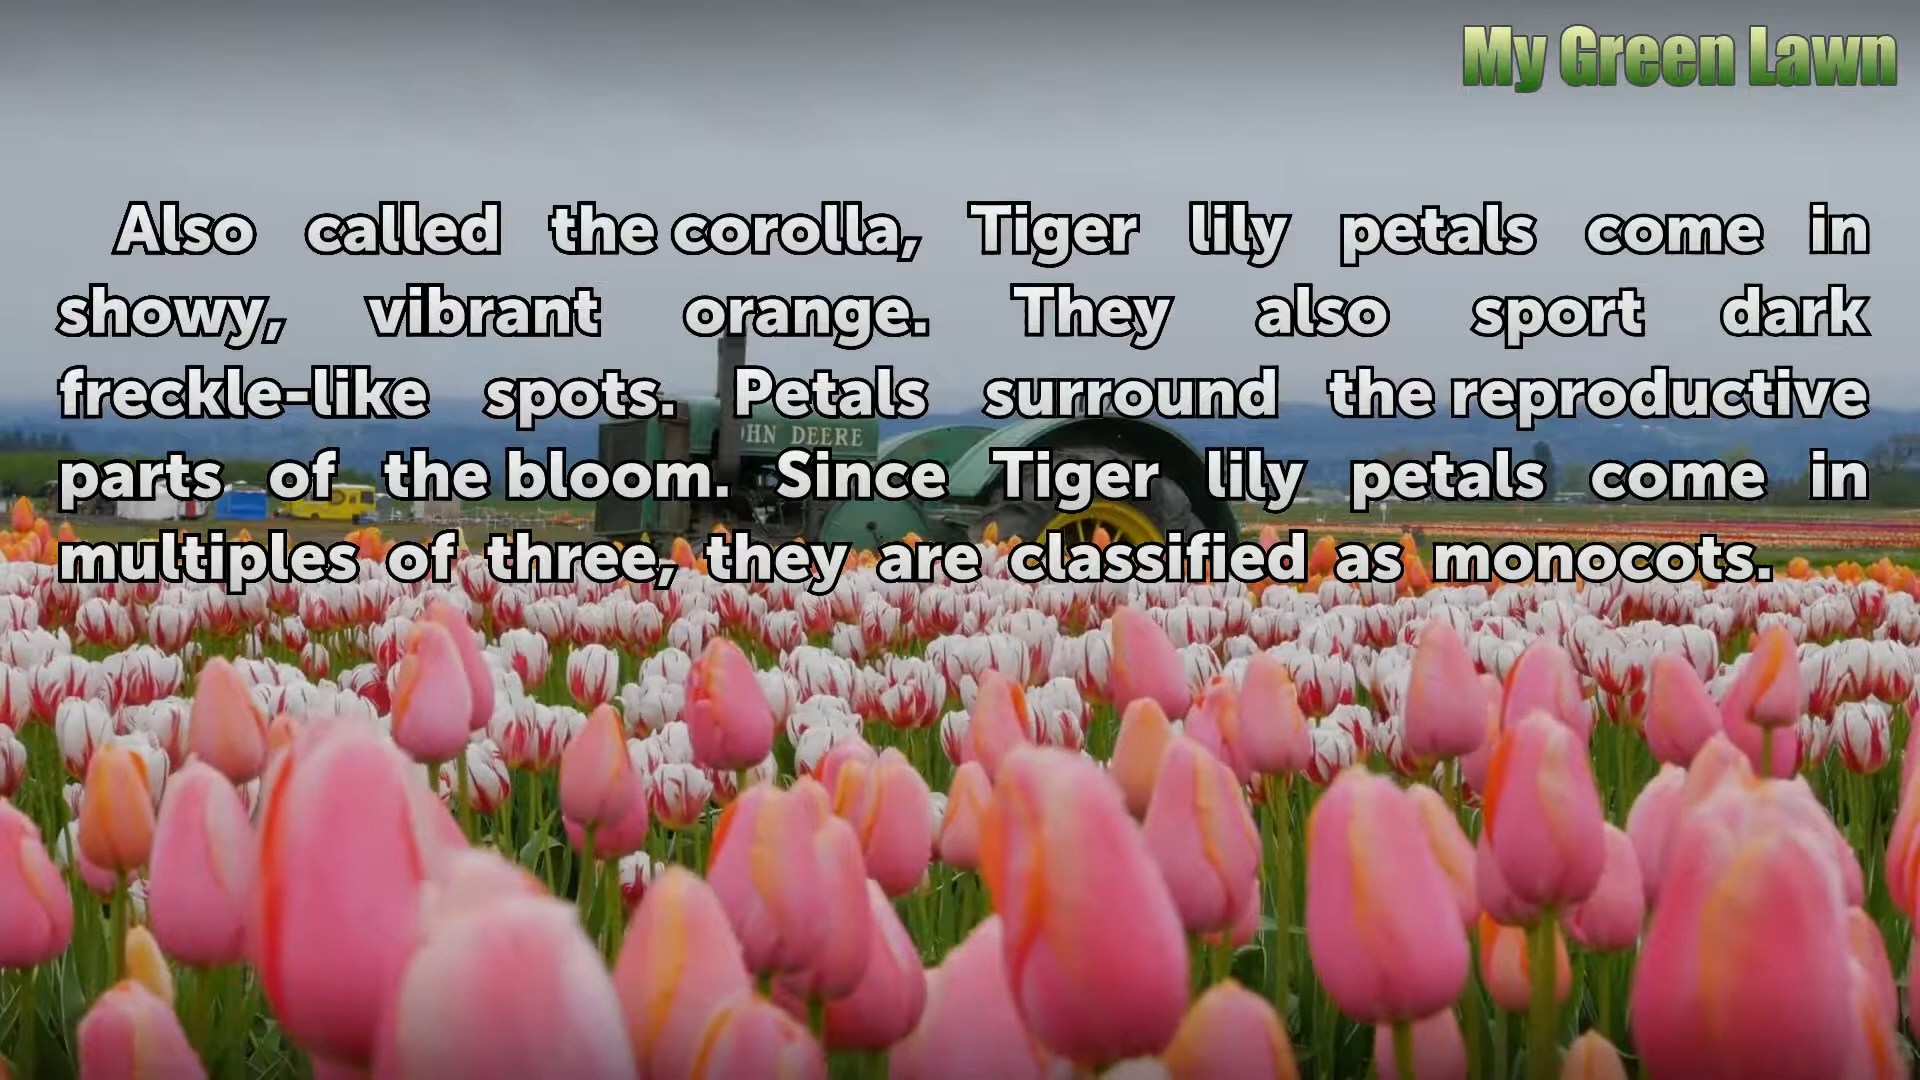 My Green Lawn
Also called the corolla, Tiger lily petals come in
showy, vibrant orange. They also sport dark
freckle-like spots. Petals surround the reproductive
parts of the bloom. Since Tiger lily petals come in
multiples of three, they are classified as monocots.
OHN DEERE